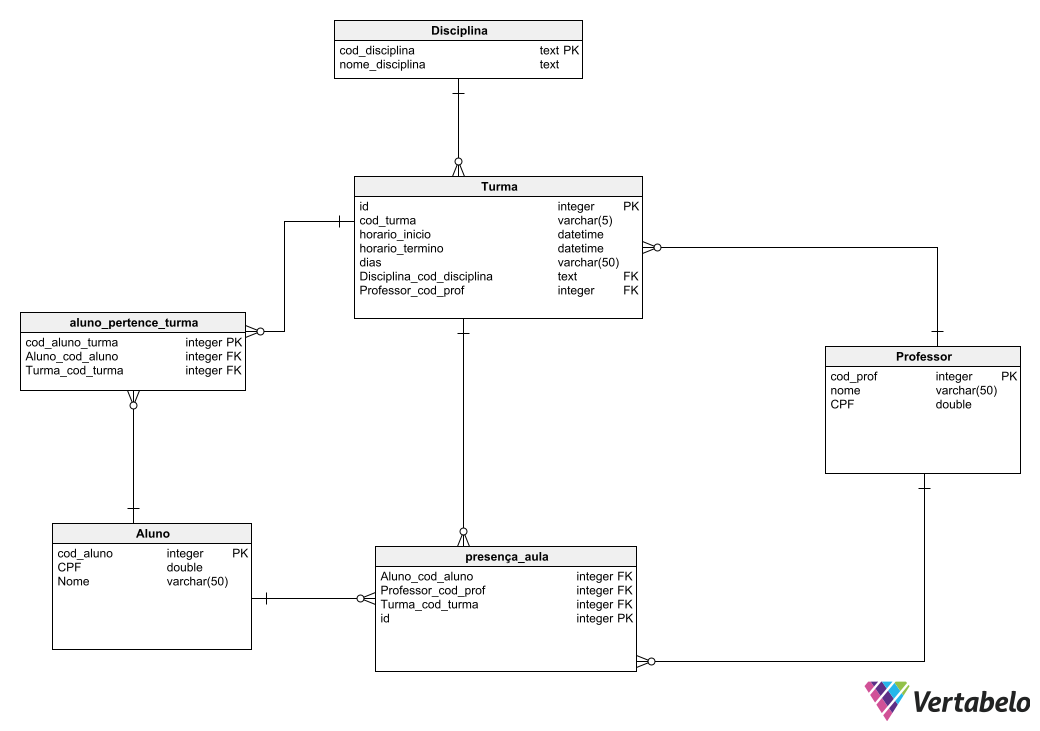 Disciplina
cod_disciplina text PK
nome_disciplina text
Turma
id integer PK
cod_turma varchar(5)
horario_inicio datetime
horario_termino datetime
dias varchar(50)
Disciplina_cod_disciplina text FK
Professor_cod_prof integer FK
aluno_pertence_turma
cod_aluno_turma integer PK
Aluno_cod_aluno integer FK
Turma_cod_turma integer FK
Professor
cod_prof integer PK
nome varchar(50)
CPF double
Aluno
cod_aluno integer PK
CPF double
Nome varchar(50)
presença_aula
Aluno_cod_aluno integer FK
Professor_cod_prof integer FK
Turma_cod_turma integer FK
id integer PK
Vertabelo